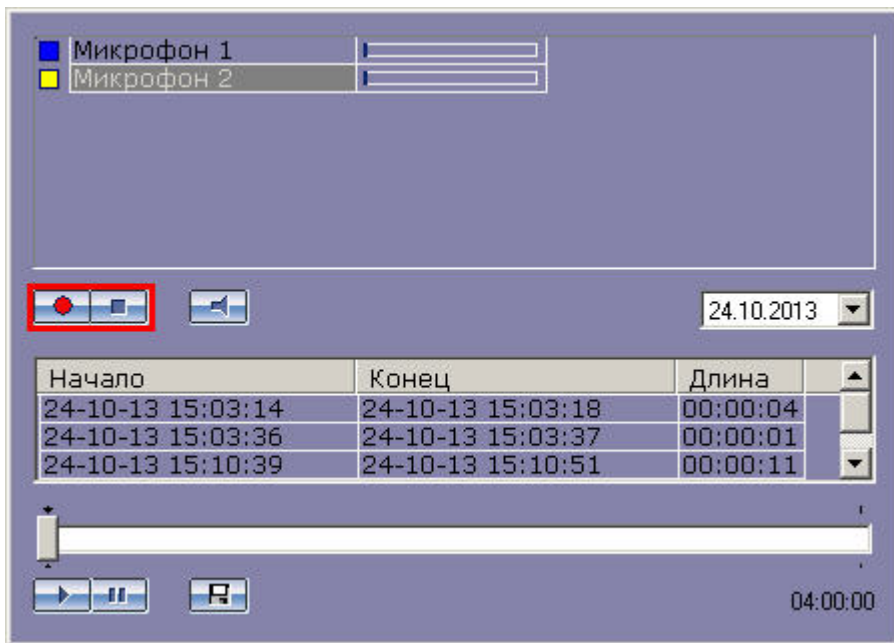 Микрофон 1
Микрофон 2
24.10.2013
Начало Конец Длина
24-10-13 15:03:14 24-10-13 15:03:18 00:00:04
24-10-13 15:03:36 24-10-13 15:03:37 00:00:01
24-10-13 15:10:39 24-10-13 15:10:51 00:00:11
04:00:00